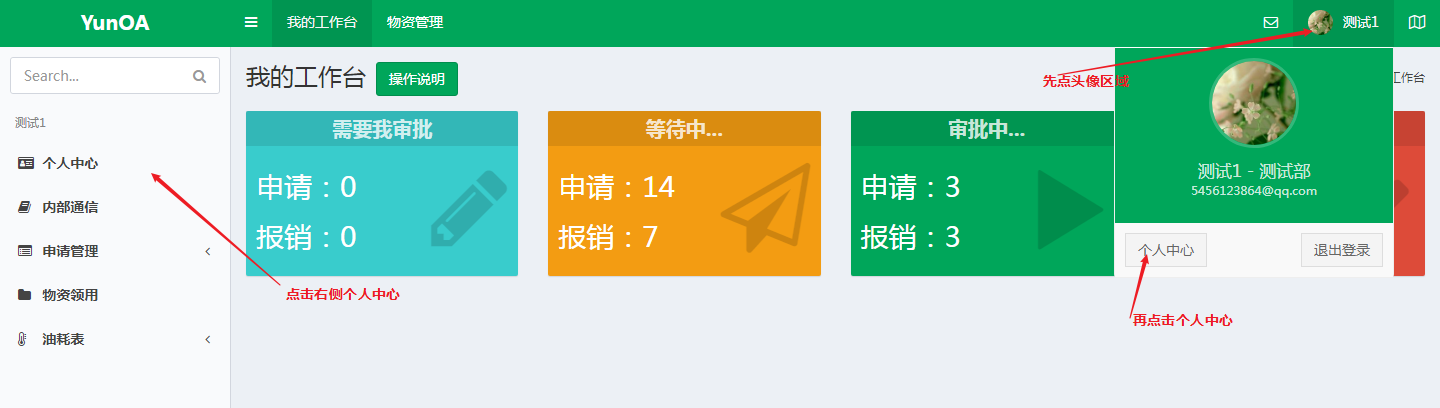 YunOA
我的工作台
物资管理
测试1
Search...
我的工作台
操作说明
先点头像区域
工作台
测试1
个人中心
内部通信
申请管理
物资领用
油耗表
需要我审批
申请：0
报销：0
等待中...
申请：14
报销：7
审批中...
申请：3
报销：3
测试1 - 测试部
5456123864@qq.com
个人中心
退出登录
点击右侧个人中心
再点击个人中心